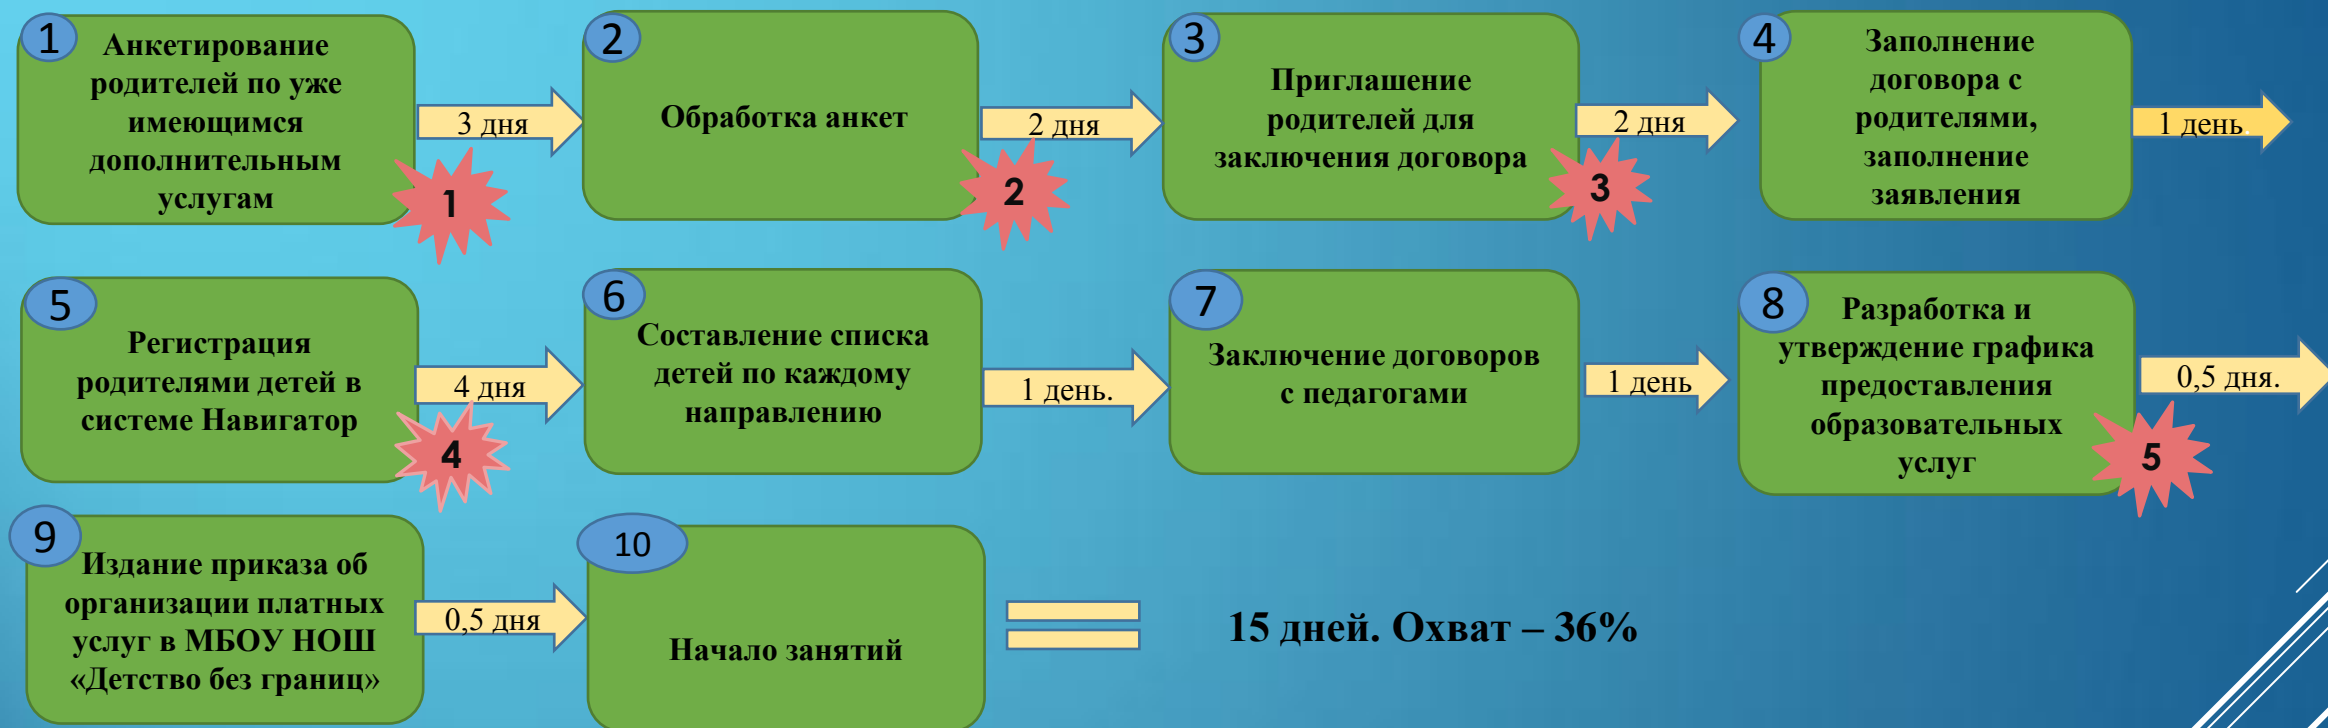 1
Анкетирование
родителей по уже
имеющимся
дополнительным
услугам
3 дня
1
2
Обработка анкет
2 дня
2
3
Приглашение
родителей для
заключения договора
2 дня
3
4
Заполнение
договора с
родителями,
заполнение
заявления
1 день.
5
Регистрация
родителями детей в
системе Навигатор
4 дня
4
6
Составление списка
детей по каждому
направлению
1 день.
7
Заключение договоров
с педагогами
1 день
8
Разработка и
утверждение графика
предоставления
образовательных
услуг
0,5 дня.
5
9
Издание приказа об
организации платных
услуг в МБОУ НОШ
«Детство без границ»
0,5 дня
10
Начало занятий
15 дней. Охват – 36%